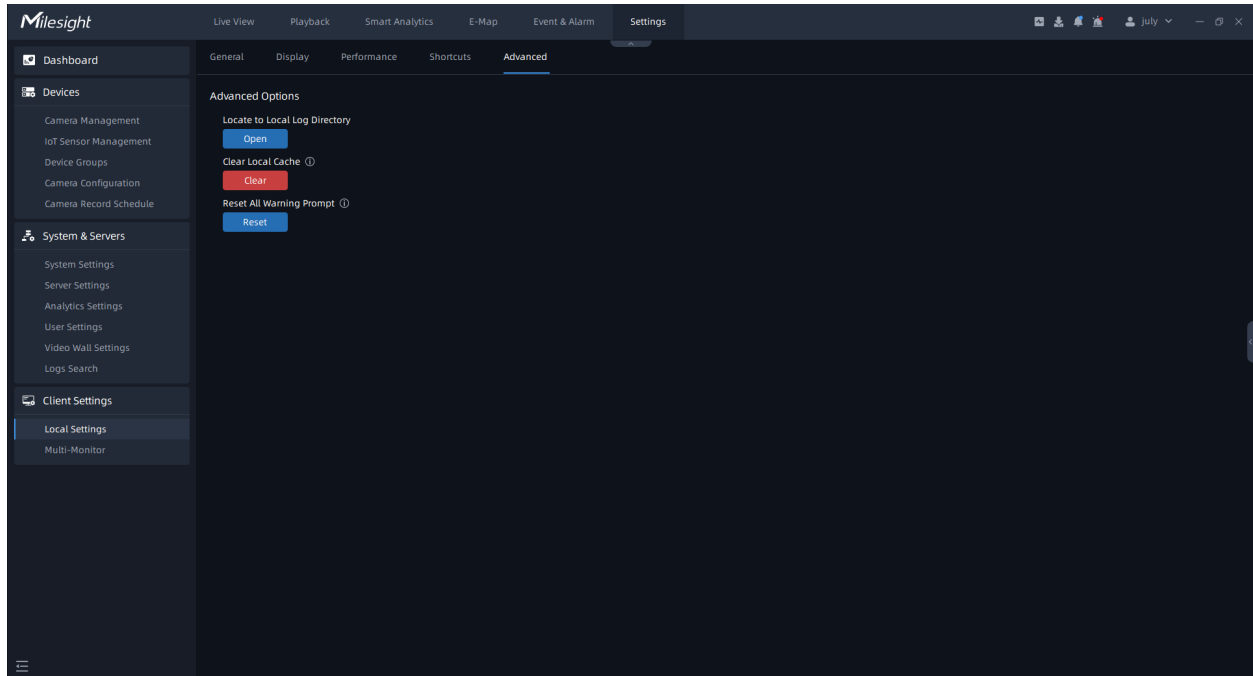 Milesight
Live View Playback Smart Analytics E-Map Event & Alarm Settings july
Dashboard
Devices
Camera Management
IoT Sensor Management
Device Groups
Camera Configuration
Camera Record Schedule
System & Servers
System Settings
Server Settings
Analytics Settings
User Settings
Video Wall Settings
Logs Search
Client Settings
Local Settings
Multi-Monitor
General Display Performance Shortcuts Advanced
Advanced Options
Locate to Local Log Directory
Open
Clear Local Cache
Clear
Reset All Warning Prompt
Reset